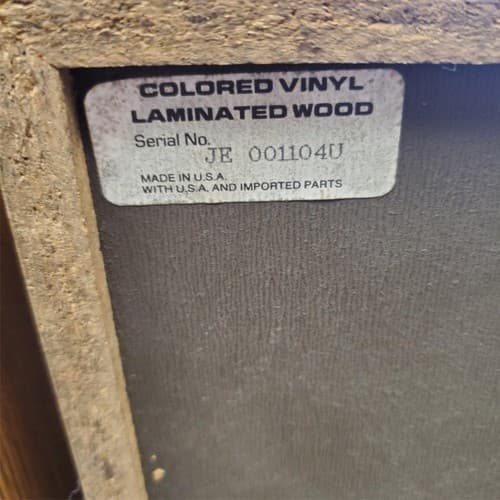 COLORED VINYL
LAMINATED WOOD
Serial No.
JE 001104U
MADE IN U.S.A.
WITH U.S.A. AND IMPORTED PARTS